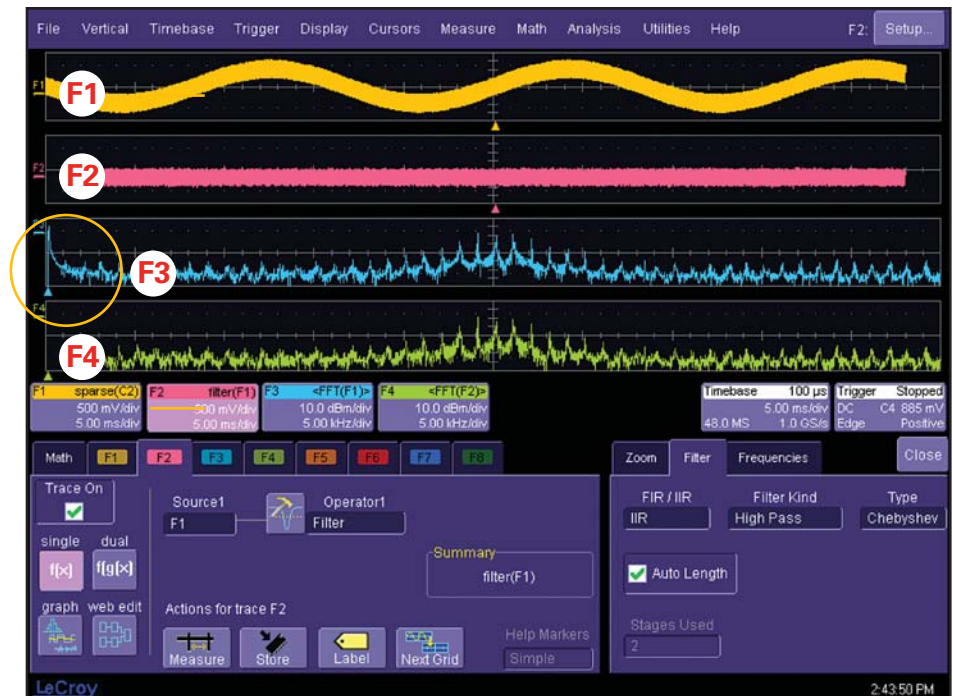 File Vertical Timebase Trigger Display Cursors Measure Math Analysis Utilities Help F2: Setup...
F1
F1
F2
F2
F3
F3
F4
F4
F1 sparse(C2) F2 filter(F1) F3 <FFT(F1)> F4 <FFT(F2)> Timebase 100 µs Trigger Stopped
500 mV/div 500 mV/div 10.0 dBm/div 10.0 dBm/div 5.00 ms/div DC C4 885 mV
5.00 ms/div 5.00 ms/div 5.00 kHz/div 5.00 kHz/div 48.0 MS 1.0 GS/s Edge Positive
Math F1 F2 F3 F4 F5 F6 F7 F8 Zoom Filter Frequencies Close
Trace On
Source1 Operator1
F1 Filter
FIR / IIR Filter Kind Type
IIR High Pass Chebyshev
single dual
f(x) f(g(x))
Summary
filter(F1)
Auto Length
graph web edit Actions for trace F2
Measure Store Label Next Grid
Help Markers
Simple
Stages Used
2
LeCroy 2:43:50 PM